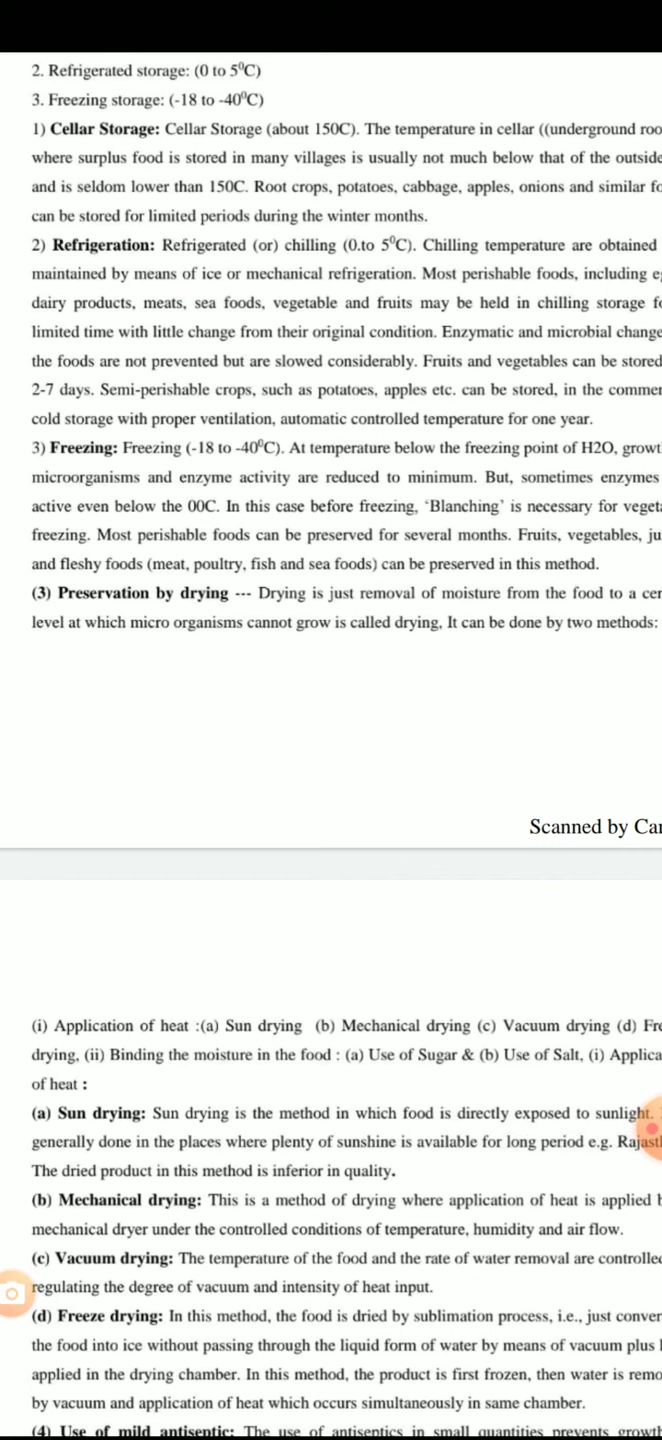 2. Refrigerated storage: (0 to 5⁰C)
3. Freezing storage: (-18 to -40⁰C)
1) Cellar Storage: Cellar Storage (about 150C). The temperature in cellar ((underground roo
where surplus food is stored in many villages is usually not much below that of the outside
and is seldom lower than 150C. Root crops, potatoes, cabbage, apples, onions and similar fo
can be stored for limited periods during the winter months.
2) Refrigeration: Refrigerated (or) chilling (0.to 5⁰C). Chilling temperature are obtained
maintained by means of ice or mechanical refrigeration. Most perishable foods, including e
dairy products, meats, sea foods, vegetable and fruits may be held in chilling storage fo
limited time with little change from their original condition. Enzymatic and microbial change
the foods are not prevented but are slowed considerably. Fruits and vegetables can be stored
2-7 days. Semi-perishable crops, such as potatoes, apples etc. can be stored, in the commer
cold storage with proper ventilation, automatic controlled temperature for one year.
3) Freezing: Freezing (-18 to -40⁰C). At temperature below the freezing point of H2O, growt
microorganisms and enzyme activity are reduced to minimum. But, sometimes enzymes
active even below the 00C. In this case before freezing, ‘Blanching’ is necessary for veget
freezing. Most perishable foods can be preserved for several months. Fruits, vegetables, ju
and fleshy foods (meat, poultry, fish and sea foods) can be preserved in this method.
(3) Preservation by drying --- Drying is just removal of moisture from the food to a cer
level at which micro organisms cannot grow is called drying, It can be done by two methods:
Scanned by Ca
(i) Application of heat :(a) Sun drying (b) Mechanical drying (c) Vacuum drying (d) Fre
drying, (ii) Binding the moisture in the food : (a) Use of Sugar & (b) Use of Salt, (i) Applica
of heat :
(a) Sun drying: Sun drying is the method in which food is directly exposed to sunlight.
generally done in the places where plenty of sunshine is available for long period e.g. Rajast
The dried product in this method is inferior in quality.
(b) Mechanical drying: This is a method of drying where application of heat is applied b
mechanical dryer under the controlled conditions of temperature, humidity and air flow.
(c) Vacuum drying: The temperature of the food and the rate of water removal are controlled
regulating the degree of vacuum and intensity of heat input.
(d) Freeze drying: In this method, the food is dried by sublimation process, i.e., just conver
the food into ice without passing through the liquid form of water by means of vacuum plus
applied in the drying chamber. In this method, the product is first frozen, then water is remo
by vacuum and application of heat which occurs simultaneously in same chamber.
(4) Use of mild antiseptic: The use of antiseptics in small quantities prevents growth